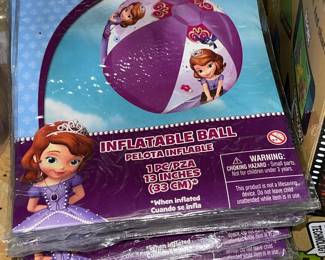 INFLATABLE BALL
PELOTA INFLABLE
1 PC/PZA
13 INCHES
(33 CM)*
*When inflated
Cuando se infla
WARNING:
CHOKING HAZARD - Small parts
Not for children under 3 years.
This product is not a lifesaving
device. Do not leave child
unattended while item is in use
*When inflated